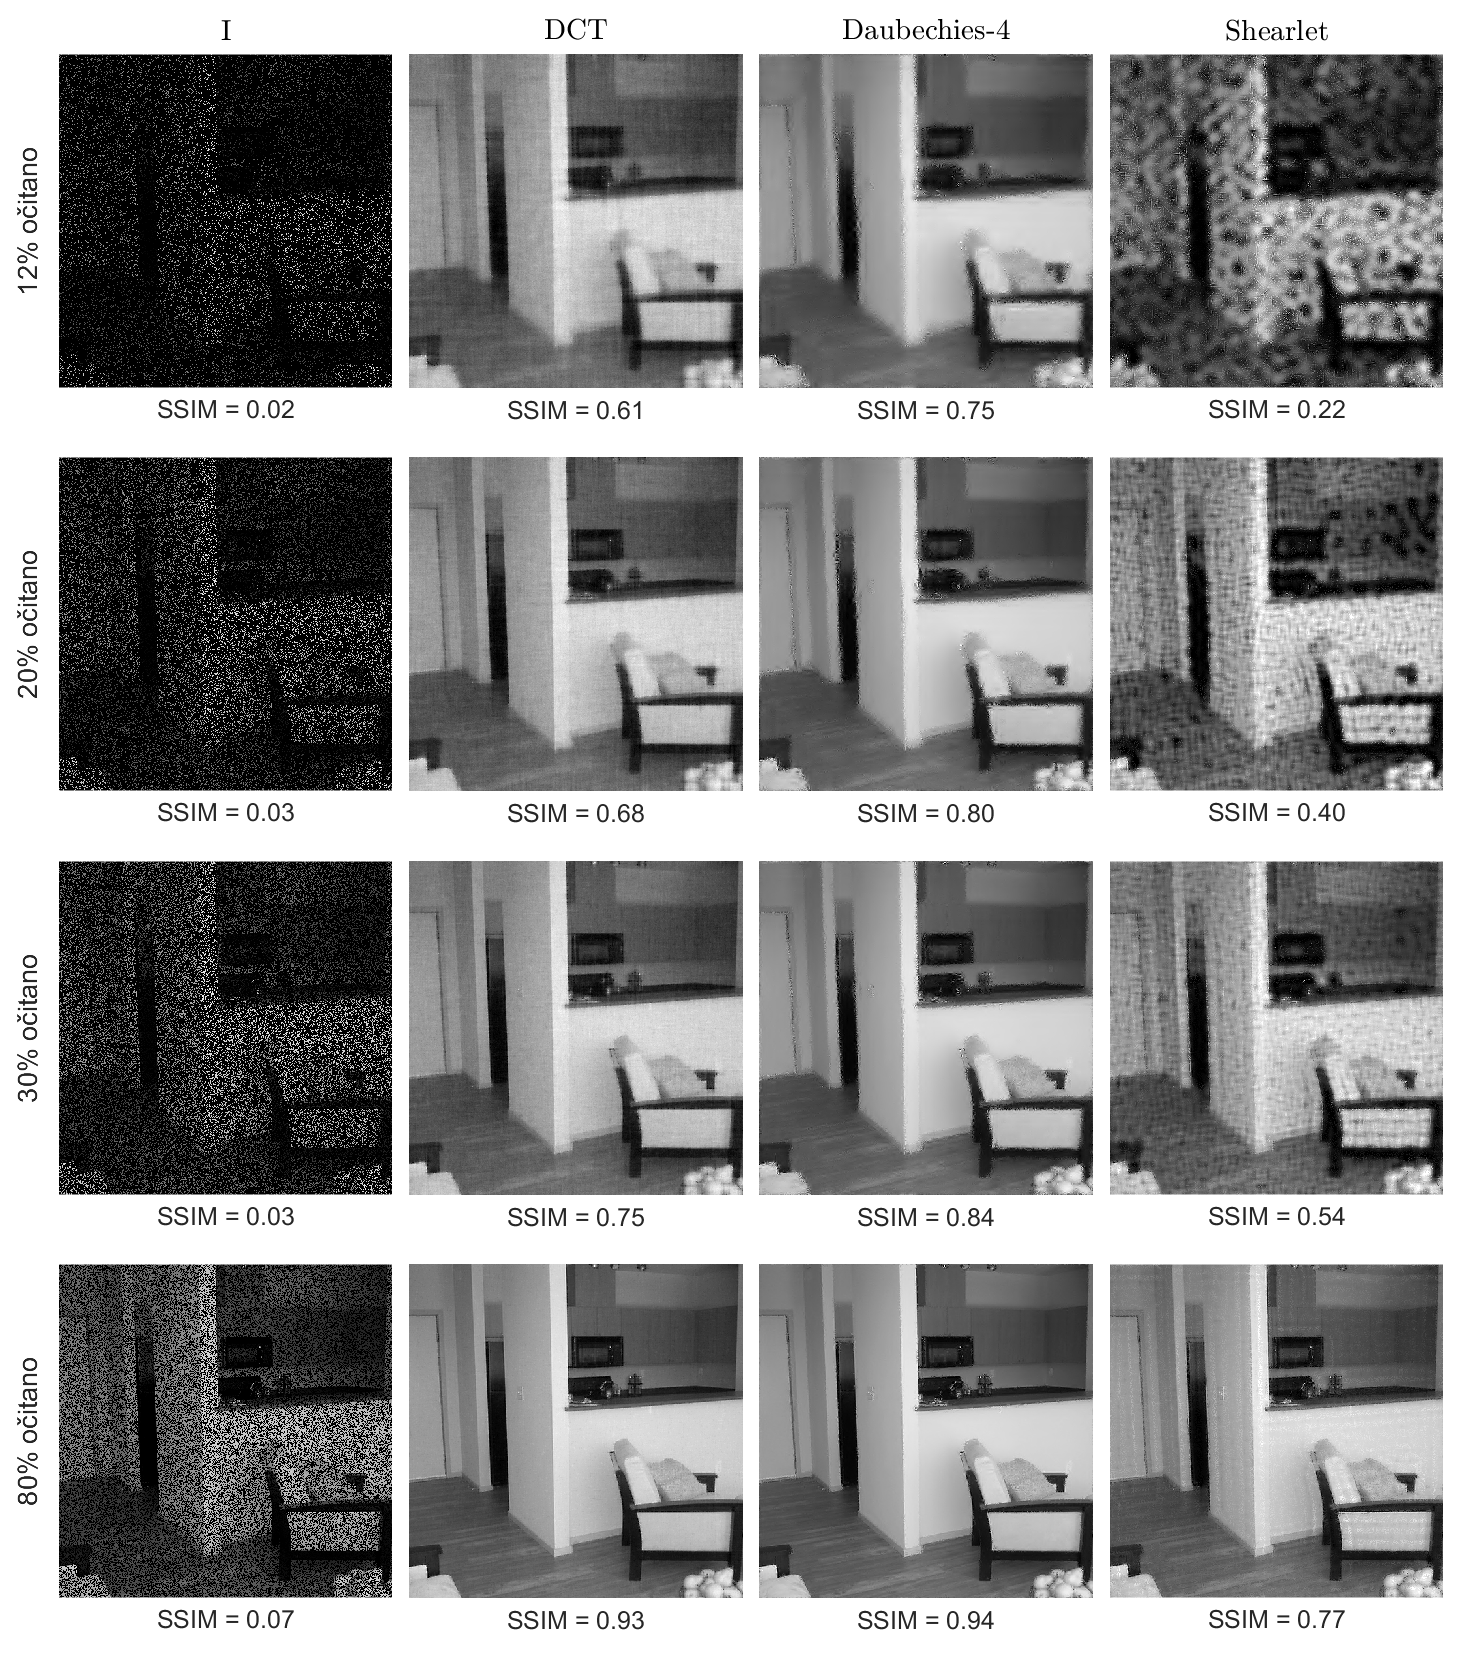 I DCT Daubechies-4 Shearlet
12% očitano
SSIM = 0.02 SSIM = 0.61 SSIM = 0.75 SSIM = 0.22
20% očitano
SSIM = 0.03 SSIM = 0.68 SSIM = 0.80 SSIM = 0.40
30% očitano
SSIM = 0.03 SSIM = 0.75 SSIM = 0.84 SSIM = 0.54
80% očitano
SSIM = 0.07 SSIM = 0.93 SSIM = 0.94 SSIM = 0.77